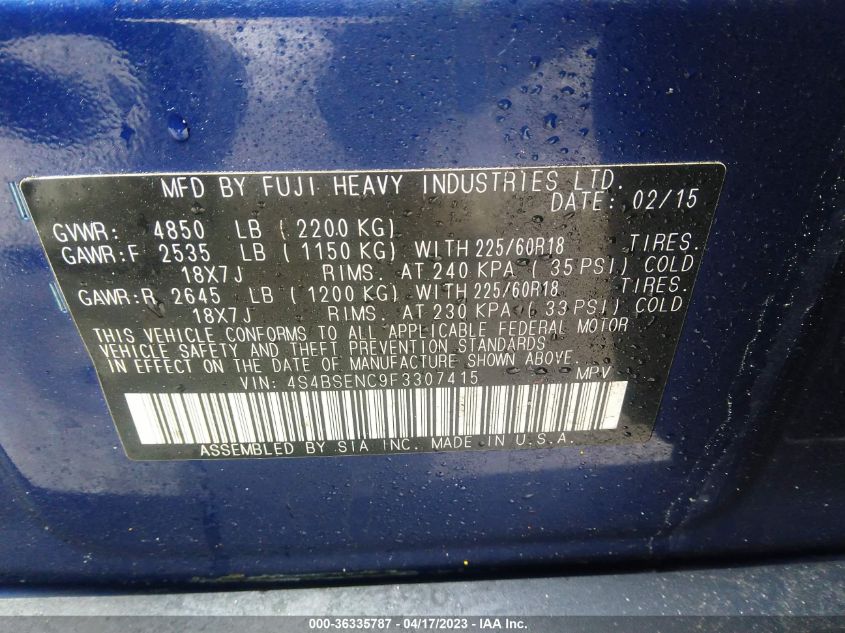 MFD BY FUJI HEAVY INDUSTRIES LTD.
DATE: 02/15
GVWR: 4850 LB ( 2200 KG)
GAWR:F 2535 LB ( 1150 KG) WITH 225/60R18 TIRES.
18X7J RIMS. AT 240 KPA ( 35 PSI) COLD
GAWR:R 2645 LB ( 1200 KG) WITH 225/60R18 TIRES.
18X7J RIMS. AT 230 KPA ( 33 PSI) COLD
THIS VEHICLE CONFORMS TO ALL APPLICABLE FEDERAL MOTOR
VEHICLE SAFETY AND THEFT PREVENTION STANDARDS
IN EFFECT ON THE DATE OF MANUFACTURE SHOWN ABOVE.
VIN: 4S4BSENC9F3307415 MPV
ASSEMBLED BY SIA INC. MADE IN U.S.A.
000-36335787 - 04/17/2023 - IAA Inc.